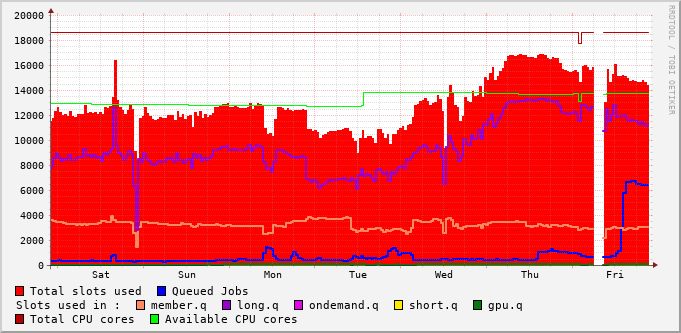 20000
18000
16000
14000
12000
10000
8000
6000
4000
2000
0
Sat Sun Mon Tue Wed Thu Fri
RRDTOOL / TOBI OETIKER
Total slots used Queued Jobs
Slots used in : member.q long.q ondemand.q short.q gpu.q
Total CPU cores Available CPU cores